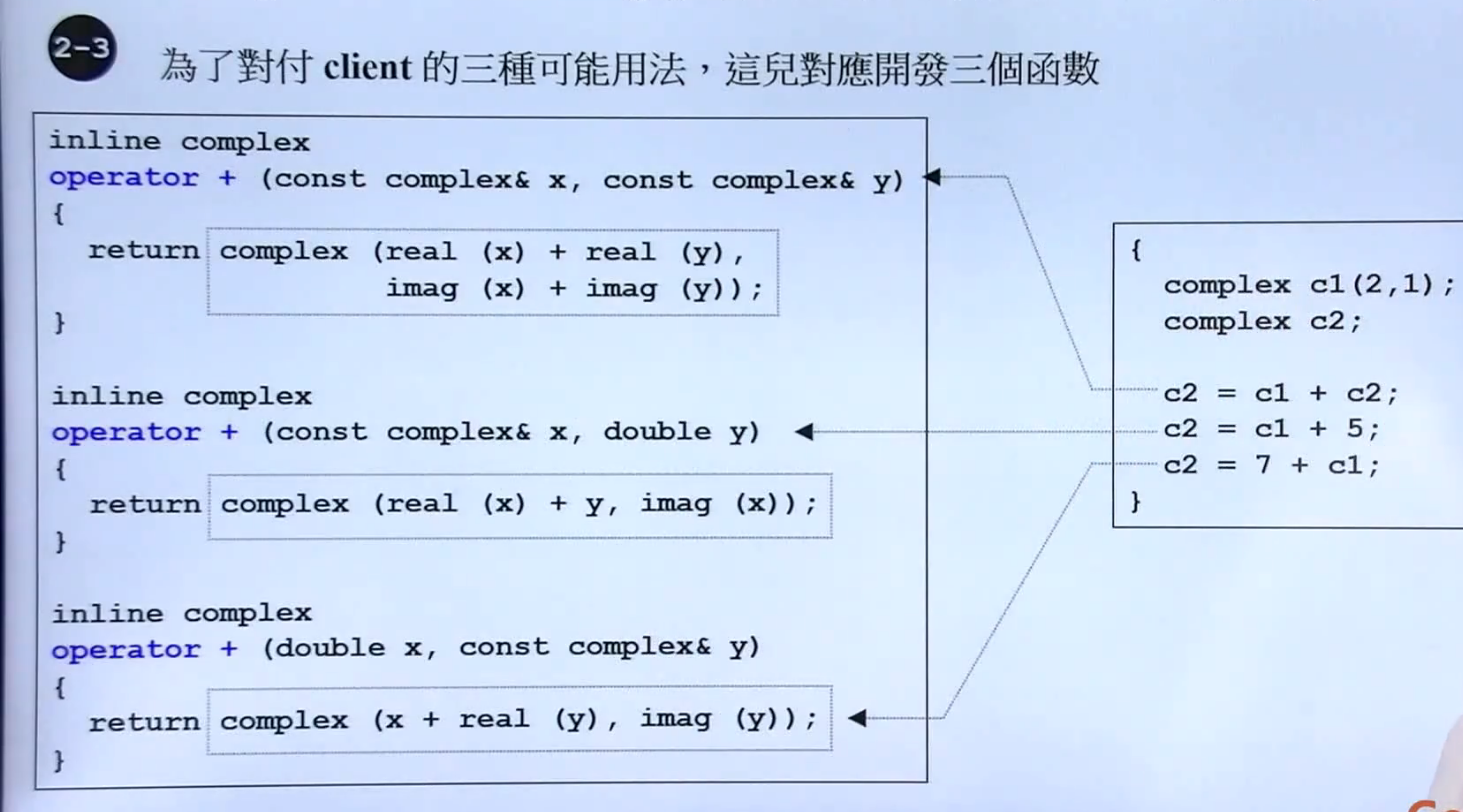 2-3
為了對付 client 的三種可能用法，這兒對應開發三個函數
inline complex
operator + (const complex& x, const complex& y)
{
return complex (real (x) + real (y),
imag (x) + imag (y));
}
inline complex
operator + (const complex& x, double y)
{
return complex (real (x) + y, imag (x));
}
inline complex
operator + (double x, const complex& y)
{
return complex (x + real (y), imag (y));
}
{
complex c1(2,1);
complex c2;
c2 = c1 + c2;
c2 = c1 + 5;
c2 = 7 + c1;
}